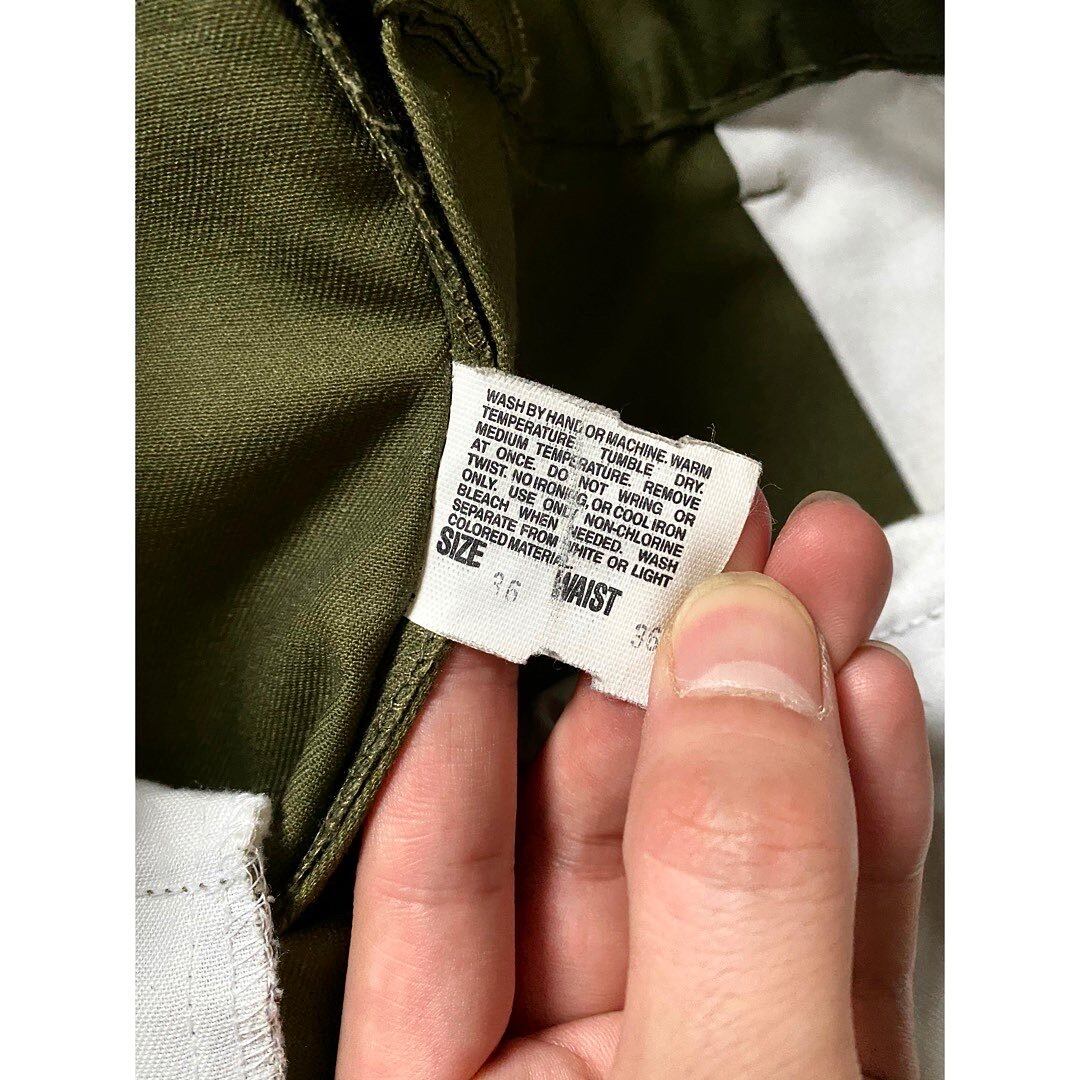 WASH BY HAND OR MACHINE. WARM
TEMPERATURE. TUMBLE DRY.
MEDIUM TEMPERATURE. REMOVE
AT ONCE. DO NOT WRING OR
TWIST. NO IRONING, OR COOL IRON
ONLY. USE ONLY NON-CHLORINE
BLEACH WHEN NEEDED. WASH
SEPARATE FROM WHITE OR LIGHT
COLORED MATERIAL
SIZE 36 WAIST 36